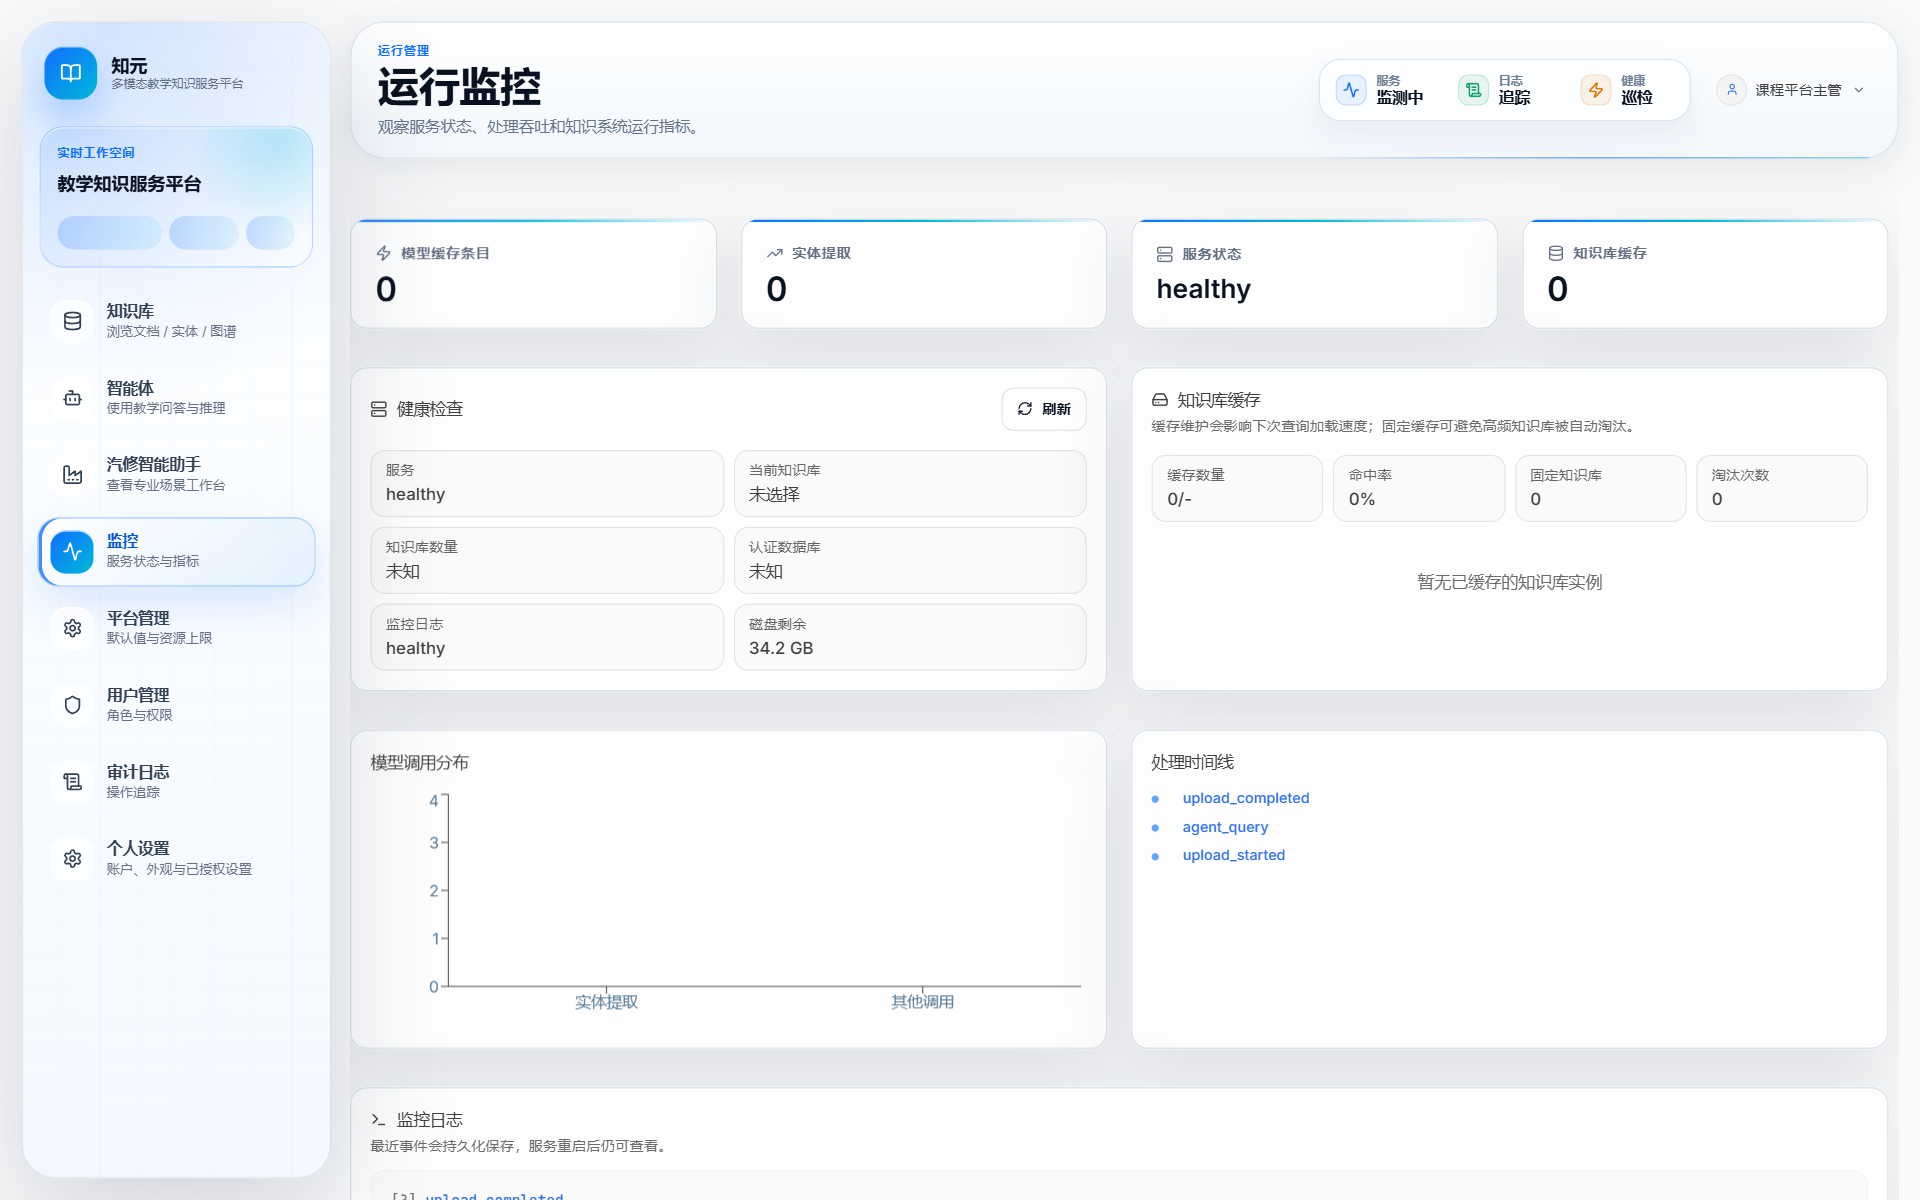 知元
多模态教学知识服务平台
实时工作空间
教学知识服务平台
知识库
浏览文档 / 实体 / 图谱
智能体
使用教学问答与推理
汽修智能助手
查看专业场景工作台
监控
服务状态与指标
平台管理
默认值与资源上限
用户管理
角色与权限
审计日志
操作追踪
个人设置
账户、外观与已授权设置
运行管理
运行监控
观察服务状态、处理吞吐和知识系统运行指标。
服务
监测中
日志
追踪
健康
巡检
课程平台主管
模型缓存条目
0
实体提取
0
服务状态
healthy
知识库缓存
0
健康检查
刷新
服务
healthy
当前知识库
未选择
知识库数量
未知
认证数据库
未知
监控日志
healthy
磁盘剩余
34.2 GB
知识库缓存
缓存维护会影响下次查询加载速度；固定缓存可避免高频知识库被自动淘汰。
缓存数量
0/-
命中率
0%
固定知识库
0
淘汰次数
0
暂无已缓存的知识库实例
模型调用分布
4
3
2
1
0
实体提取
其他调用
处理时间线
upload_completed
agent_query
upload_started
监控日志
最近事件会持久化保存，服务重启后仍可查看。
[3] upload_completed